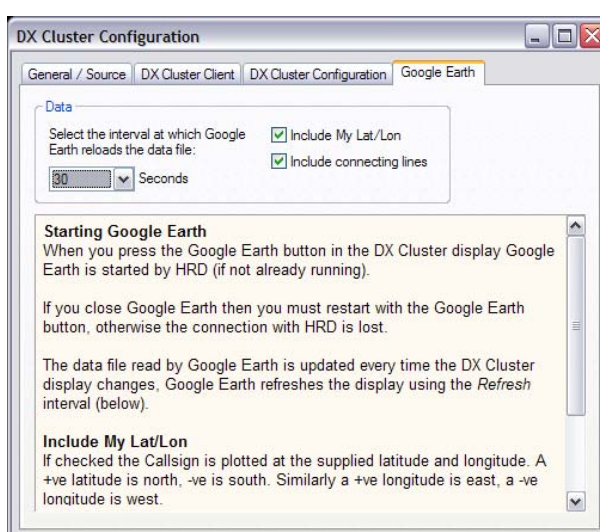 DX Cluster Configuration
General / Source DX Cluster Client DX Cluster Configuration Google Earth
Data
Select the interval at which Google
Earth reloads the data file:
30 Seconds
Include My Lat/Lon
Include connecting lines
Starting Google Earth
When you press the Google Earth button in the DX Cluster display Google
Earth is started by HRD (if not already running).
If you close Google Earth then you must restart with the Google Earth
button, otherwise the connection with HRD is lost.
The data file read by Google Earth is updated every time the DX Cluster
display changes, Google Earth refreshes the display using the Refresh
interval (below).
Include My Lat/Lon
If checked the Callsign is plotted at the supplied latitude and longitude. A
+ve latitude is north, -ve is south. Similarly a +ve longitude is east, a -ve
longitude is west.